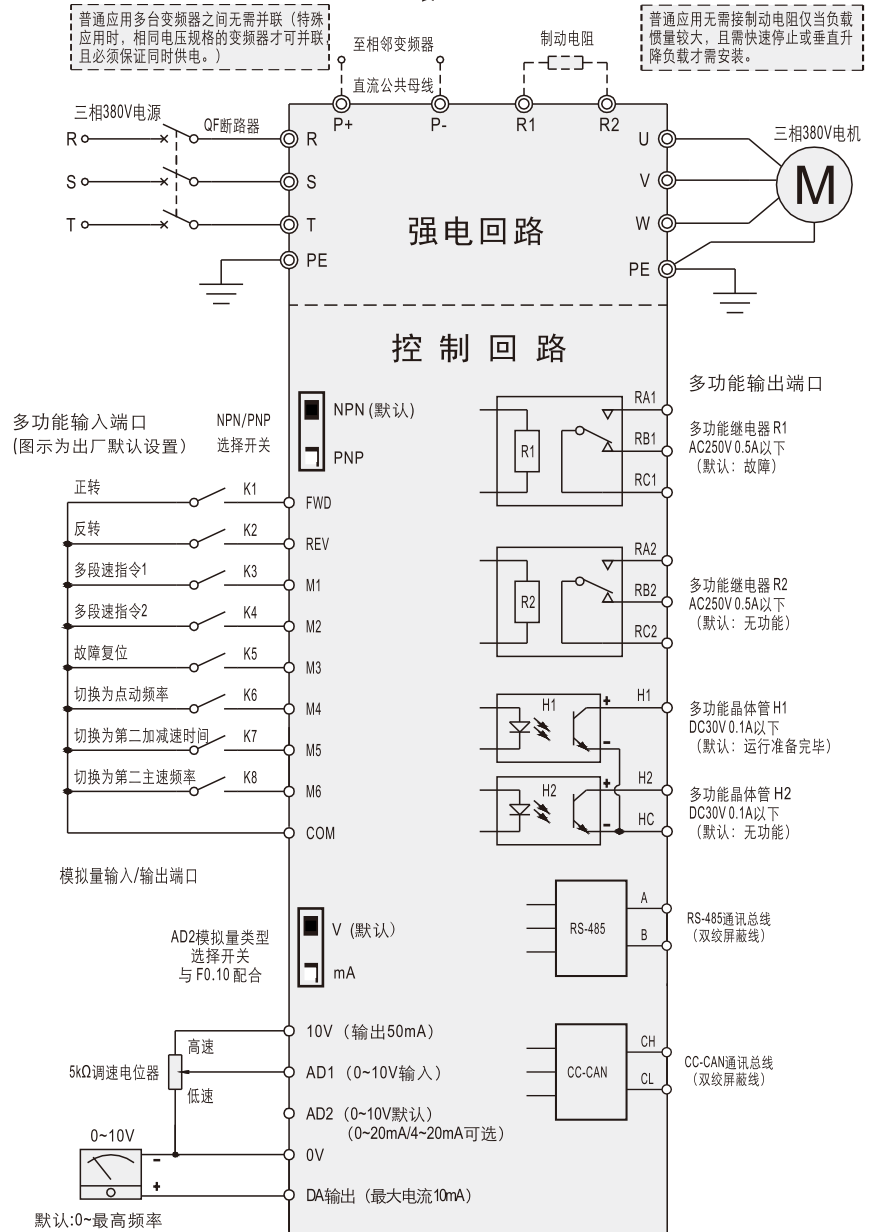 普通应用多台变频器之间无需并联（特殊
应用时，相同电压规格的变频器才可并联，
且必须保证同时供电。）
至相邻变频器
直流公共母线
制动电阻
普通应用无需接制动电阻仅当负载
惯量较大，且需快速停止或垂直升
降负载才需安装。
P+
P-
R1
R2
三相380V电源
QF断路器
R
R
S
S
T
T
PE
U
V
W
PE
三相380V电机
M
强电回路
控制回路
多功能输入端口
(图示为出厂默认设置）
NPN/PNP
选择开关
NPN (默认)
PNP
正转
K1
FWD
反转
K2
REV
多段速指令1
K3
M1
多段速指令2
K4
M2
故障复位
K5
M3
切换为点动频率
K6
M4
切换为第二加减速时间
K7
M5
切换为第二主速频率
K8
M6
COM
多功能输出端口
R1
RA1
RB1
RC1
多功能继电器 R1
AC250V 0.5A以下
（默认：故障）
R2
RA2
RB2
RC2
多功能继电器 R2
AC250V 0.5A以下
（默认：无功能）
H1
+
-
H1
多功能晶体管 H1
DC30V 0.1A以下
（默认：运行准备完毕）
H2
+
-
H2
HC
多功能晶体管 H2
DC30V 0.1A以下
（默认：无功能）
模拟量输入/输出端口
AD2模拟量类型
选择开关
与 F0.10 配合
V（默认）
mA
RS-485
A
B
RS-485通讯总线
（双绞屏蔽线）
CC-CAN
CH
CL
CC-CAN通讯总线
（双绞屏蔽线）
高速
5kΩ调速电位器
低速
10V（输出50mA）
AD1（0~10V输入）
AD2（0~10V默认）
（0~20mA/4~20mA可选）
0V
DA输出（最大电流10mA）
0~10V
-
+
默认:0~最高频率